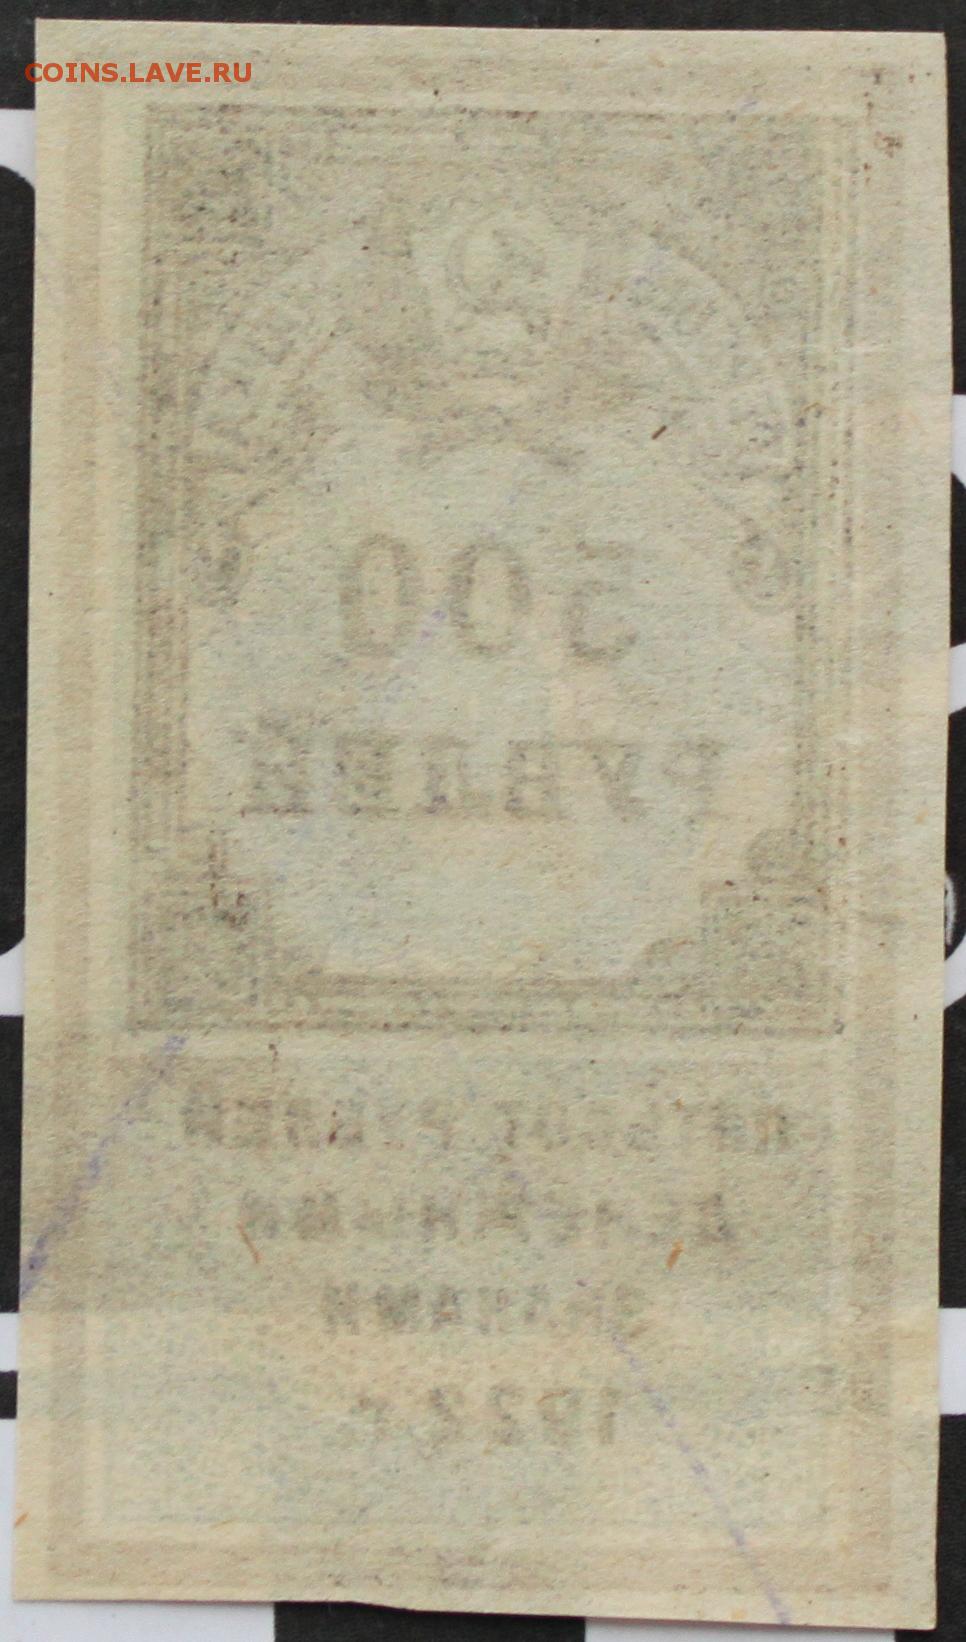 COINS.LAVE.RU
500
РУБЛЕЙ
ПЯТЬСОТ РУБЛЕЙ
ДЕНЕЖНЫМИ
ЗНАКАМИ
1922 г.